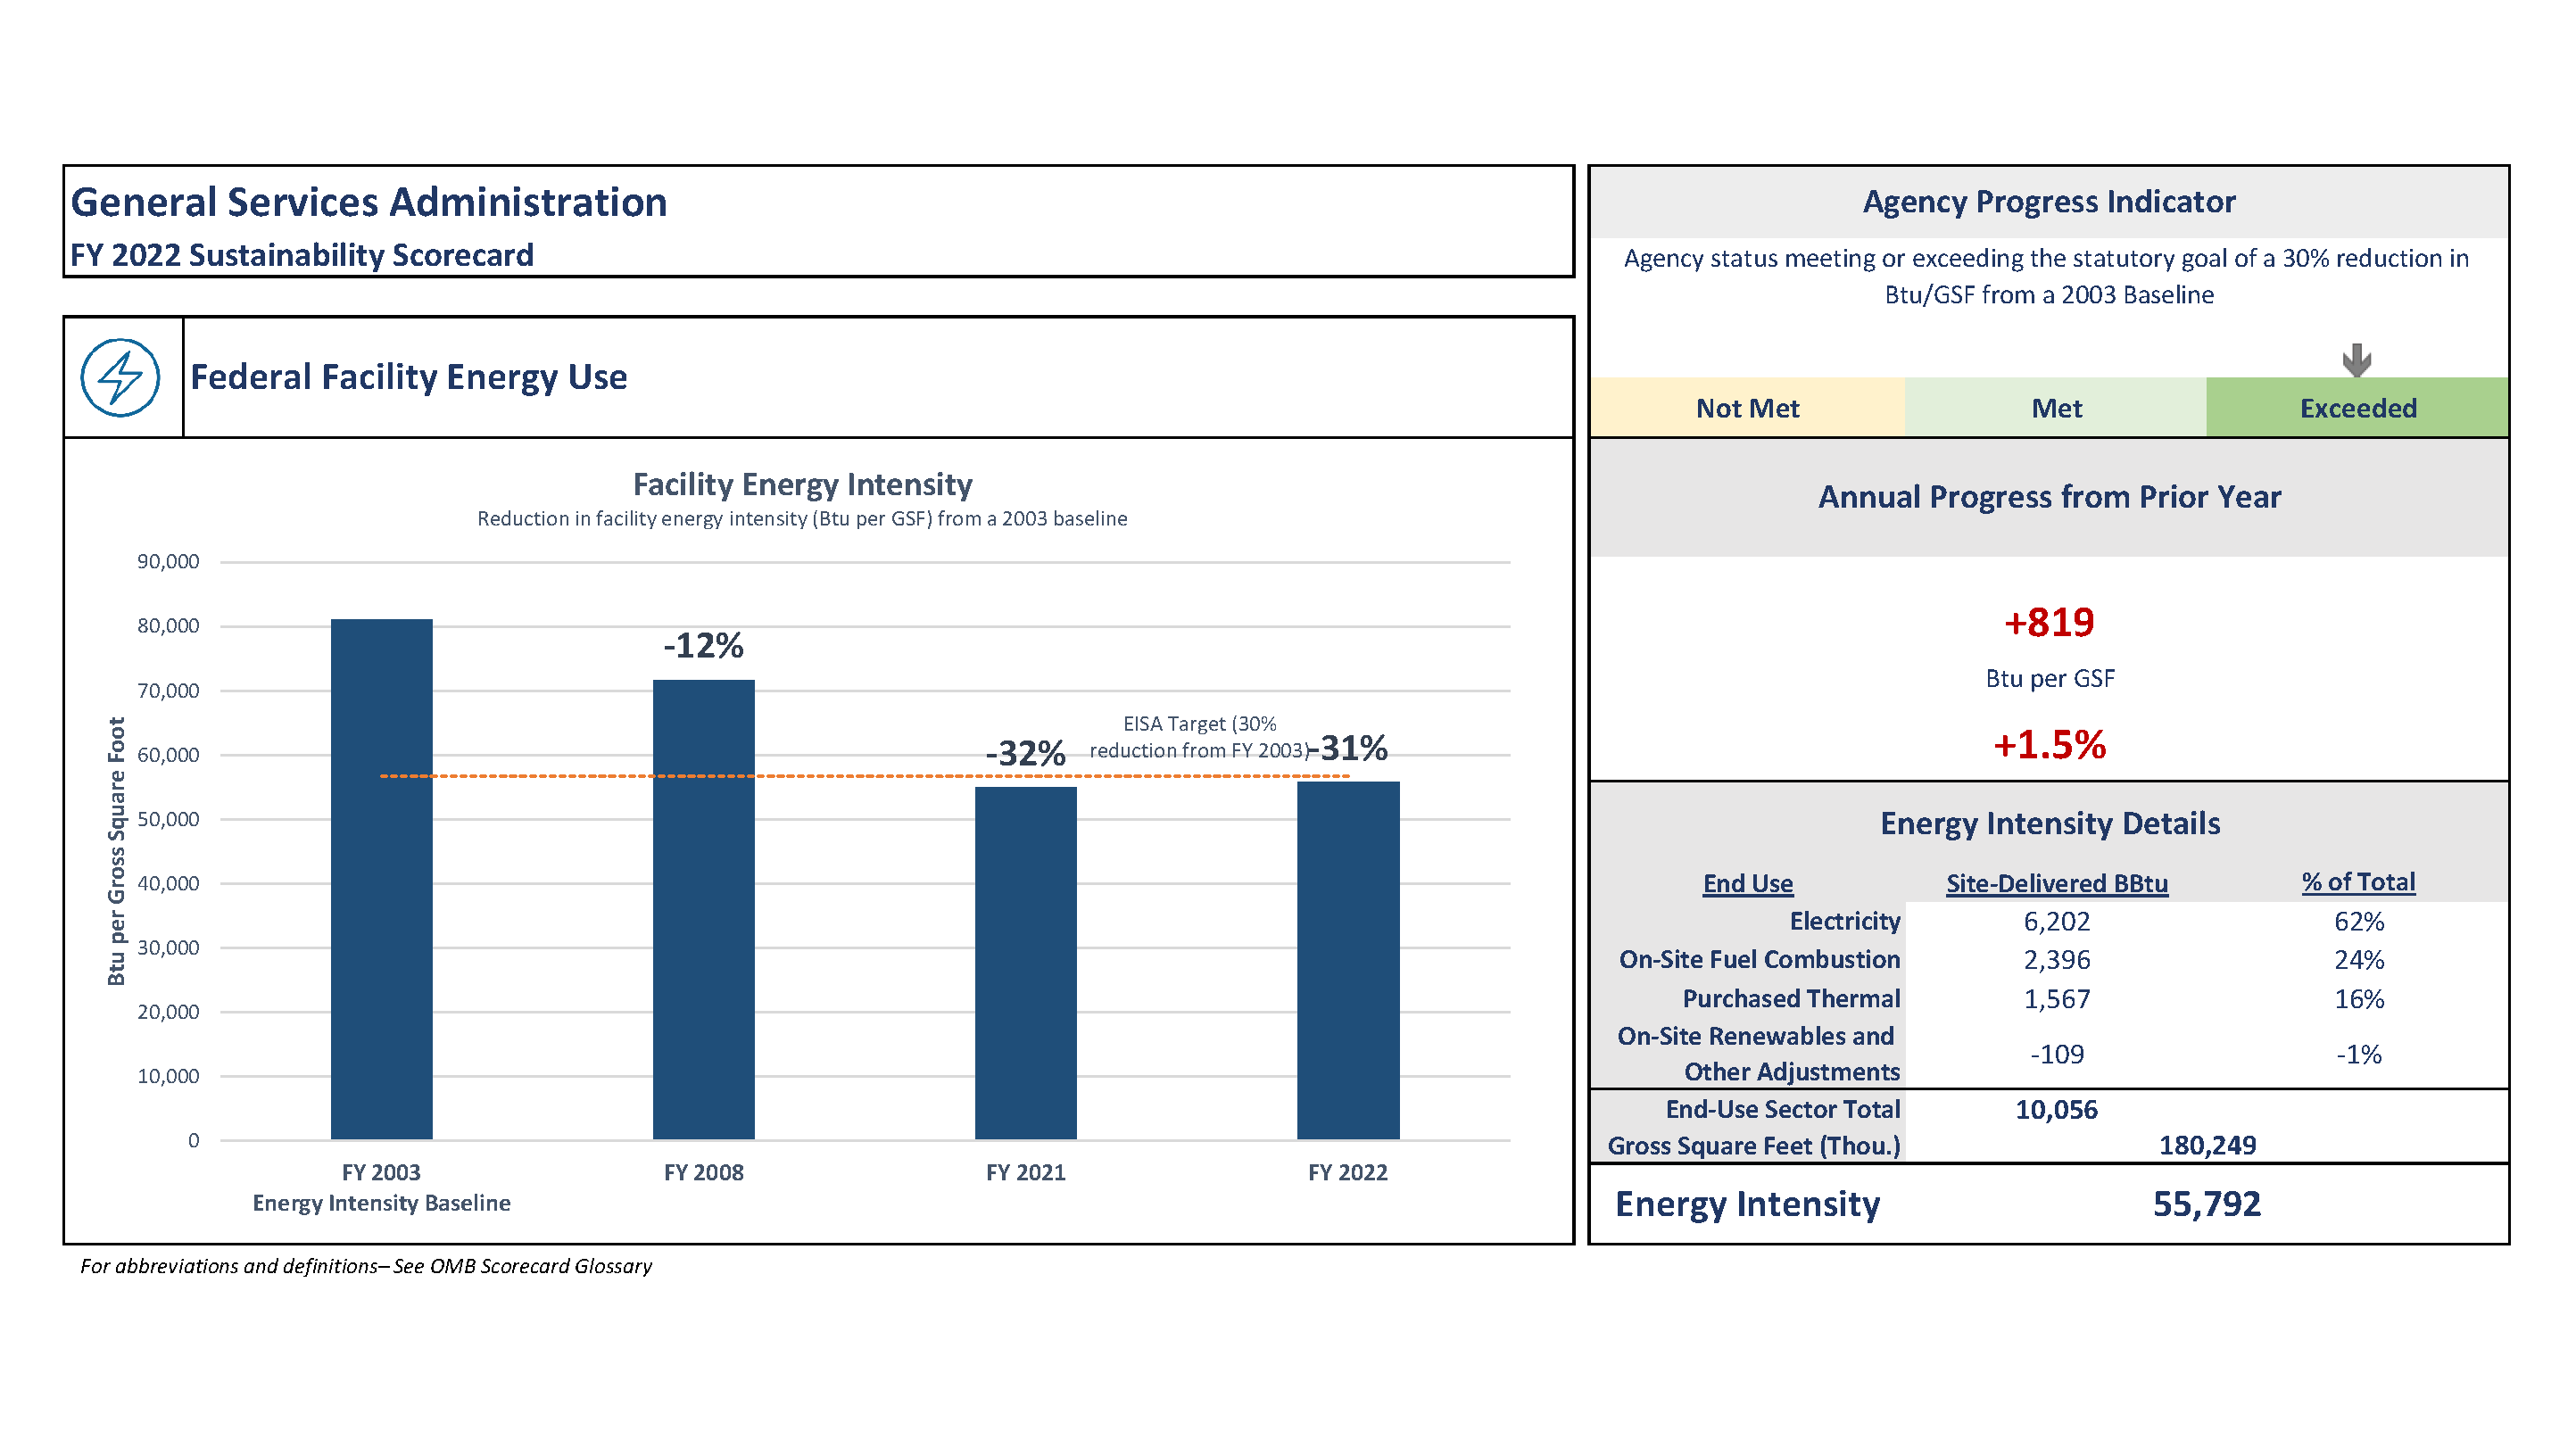 General Services Administration
FY 2022 Sustainability Scorecard
Federal Facility Energy Use
Facility Energy Intensity
Reduction in facility energy intensity (Btu per GSF) from a 2003 baseline
Btu per Gross Square Foot
90,000
80,000
70,000
60,000
50,000
40,000
30,000
20,000
10,000
0
-12%
-32%
EISA Target (30%
reduction from FY 2003)
-31%
FY 2003
Energy Intensity Baseline
FY 2008
FY 2021
FY 2022
For abbreviations and definitions– See OMB Scorecard Glossary
Agency Progress Indicator
Agency status meeting or exceeding the statutory goal of a 30% reduction in
Btu/GSF from a 2003 Baseline
Not Met Met Exceeded
Annual Progress from Prior Year
+819
Btu per GSF
+1.5%
Energy Intensity Details
End Use Site-Delivered BBtu % of Total
Electricity 6,202 62%
On-Site Fuel Combustion 2,396 24%
Purchased Thermal 1,567 16%
On-Site Renewables and
Other Adjustments -109 -1%
End-Use Sector Total 10,056
Gross Square Feet (Thou.) 180,249
Energy Intensity 55,792